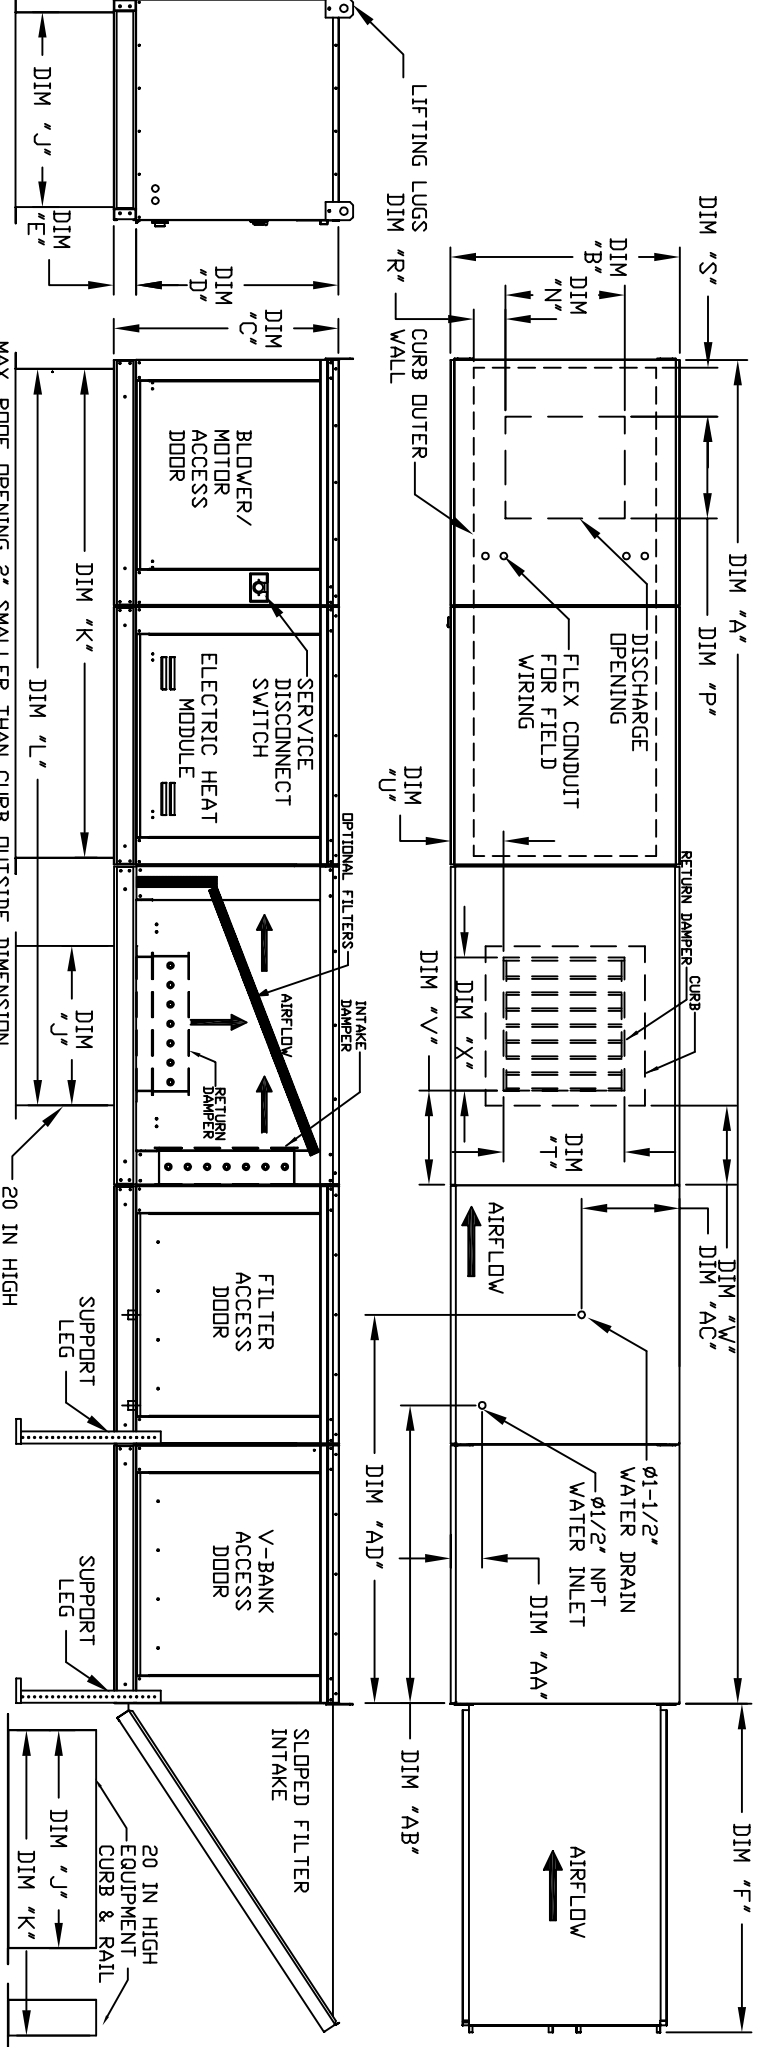 LIFTING LUGS
DIM "R"
DIM "S"
DIM
"B"
DIM
"N"
CURB OUTER
WALL
DIM "A"
DIM "P"
DISCHARGE
OPENING
FLEX CONDUIT
FOR FIELD
WIRING
DIM
"U"
RETURN DAMPER
CURB
DIM "V"
DIM "X"
DIM
"T"
DIM "W"
DIM "AC"
AIRFLOW
Ø1-1/2"
WATER DRAIN
Ø1/2" NPT
WATER INLET
DIM "AA"
DIM "AD"
DIM "AB"
DIM "F"
AIRFLOW
DIM "J"
DIM
"E"
DIM
"D"
DIM
"C"
BLOWER/
MOTOR
ACCESS
DOOR
SERVICE
DISCONNECT
SWITCH
ELECTRIC HEAT
MODULE
OPTIONAL FILTERS
INTAKE
DAMPER
AIRFLOW
RETURN
DAMPER
FILTER
ACCESS
DOOR
V-BANK
ACCESS
DOOR
SLOPED FILTER
INTAKE
SUPPORT
LEG
SUPPORT
LEG
DIM "K"
DIM "L"
DIM
"J"
20 IN HIGH
MAX ROOF OPENING 2" SMALLER THAN CURB OUTSIDE DIMENSION
20 IN HIGH
EQUIPMENT
CURB & RAIL
DIM "J"
DIM "K"